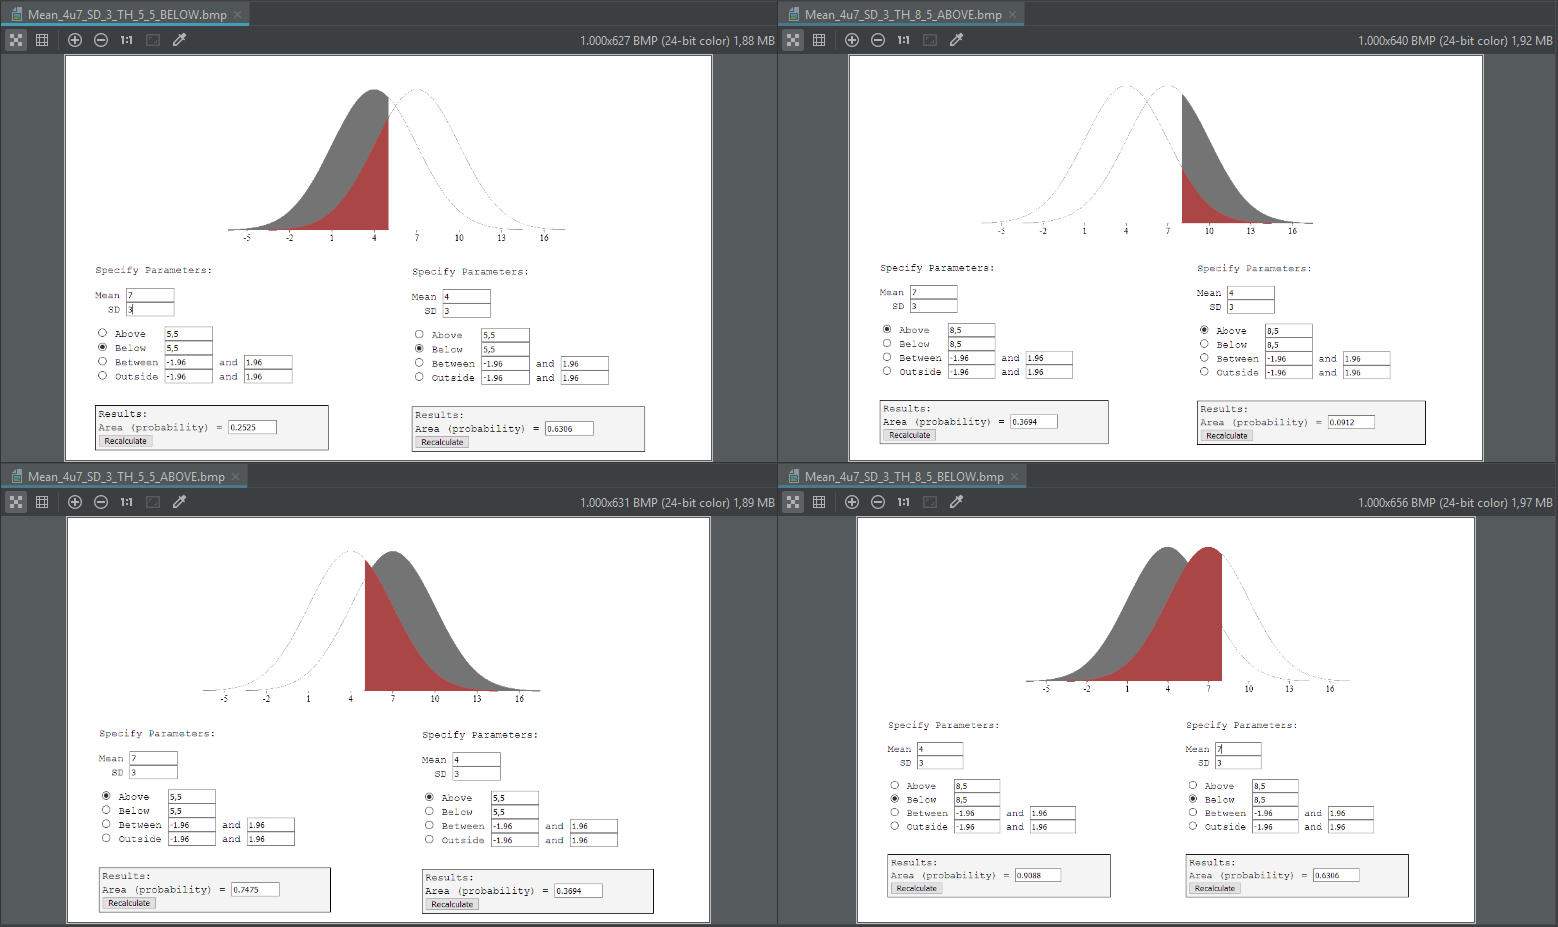 Mean_4u7_SD_3_TH_5_5_BELOW.bmp
1:1
1.000x627 BMP (24-bit color) 1,88 MB
-5 -2 1 4 7 10 13 16
Specify Parameters: Specify Parameters:
Mean 7 Mean 4
SD 3 SD 3
Above 5,5 Above 5,5
Below 5,5 Below 5,5
Between -1.96 and 1.96 Between -1.96 and 1.96
Outside -1.96 and 1.96 Outside -1.96 and 1.96
Results: Results:
Area (probability) = 0.2525 Area (probability) = 0.6306
Recalculate Recalculate
Mean_4u7_SD_3_TH_8_5_ABOVE.bmp
1:1
1.000x640 BMP (24-bit color) 1,92 MB
-5 -2 1 4 7 10 13 16
Specify Parameters: Specify Parameters:
Mean 7 Mean 4
SD 3 SD 3
Above 8,5 Above 8,5
Below 8,5 Below 8,5
Between -1.96 and 1.96 Between -1.96 and 1.96
Outside -1.96 and 1.96 Outside -1.96 and 1.96
Results: Results:
Area (probability) = 0.3694 Area (probability) = 0.0912
Recalculate Recalculate
Mean_4u7_SD_3_TH_5_5_ABOVE.bmp
1:1
1.000x631 BMP (24-bit color) 1,89 MB
-5 -2 1 4 7 10 13 16
Specify Parameters: Specify Parameters:
Mean 7 Mean 4
SD 3 SD 3
Above 5,5 Above 5,5
Below 5,5 Below 5,5
Between -1.96 and 1.96 Between -1.96 and 1.96
Outside -1.96 and 1.96 Outside -1.96 and 1.96
Results: Results:
Area (probability) = 0.7475 Area (probability) = 0.3694
Recalculate Recalculate
Mean_4u7_SD_3_TH_8_5_BELOW.bmp
1:1
1.000x656 BMP (24-bit color) 1,97 MB
-5 -2 1 4 7 10 13 16
Specify Parameters: Specify Parameters:
Mean 4 Mean 7
SD 3 SD 3
Above 8,5 Above 8,5
Below 8,5 Below 8,5
Between -1.96 and 1.96 Between -1.96 and 1.96
Outside -1.96 and 1.96 Outside -1.96 and 1.96
Results: Results:
Area (probability) = 0.9088 Area (probability) = 0.6306
Recalculate Recalculate